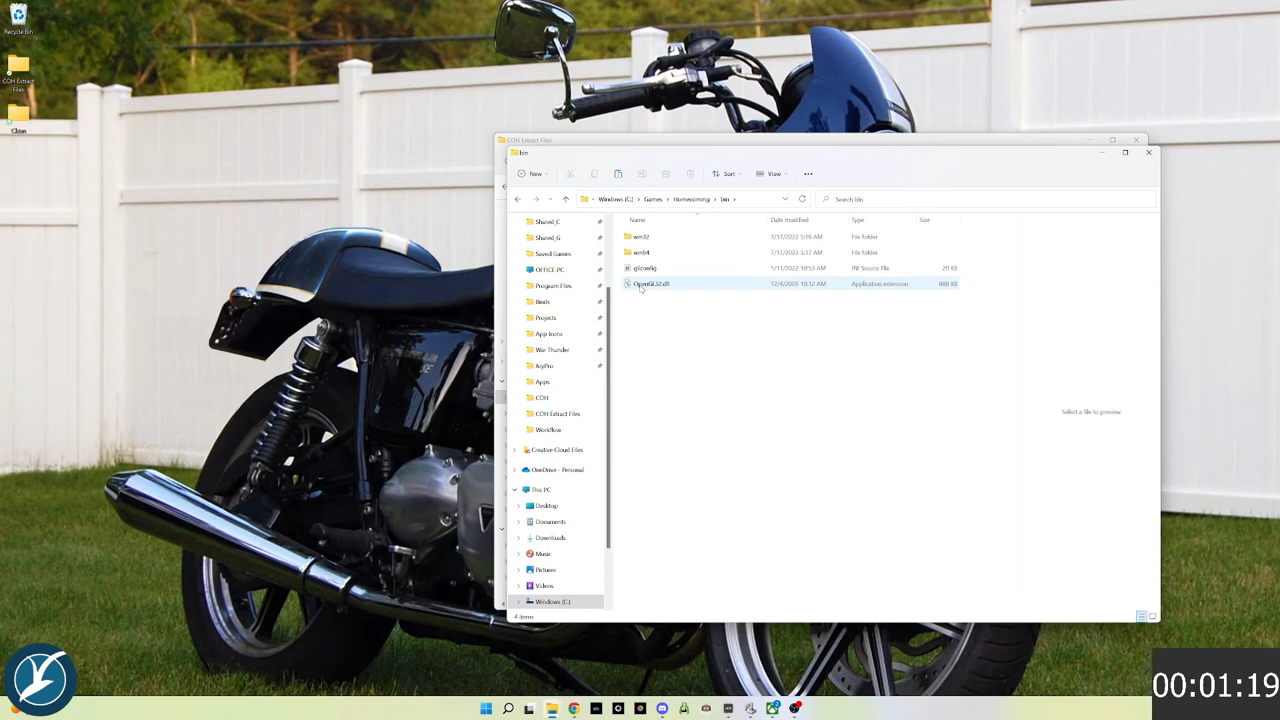 Recycle Bin
COH Extract
Files
Clean
COH Extract Files
bin
New
Sort
View
Windows (C:)
Games
Homecoming
bin
Search bin
Name
Date modified
Type
Size
win32
7/17/2022 5:16 AM
File folder
win64
7/17/2022 5:17 AM
File folder
gliconfig
1/11/2022 10:53 AM
INI Source File
20 KB
OpenGL32.dll
12/4/2005 10:12 AM
Application extension
888 KB
Shared_C
Shared_G
Saved Games
OFFICE-PC
Program Files
Binds
Projects
App Icons
War Thunder
JoyPro
Apps
COH
COH Extract Files
Workflow
Creative Cloud Files
OneDrive - Personal
This PC
Desktop
Documents
Downloads
Music
Pictures
Videos
Windows (C:)
Select a file to preview.
4 items
SE
00:01:19